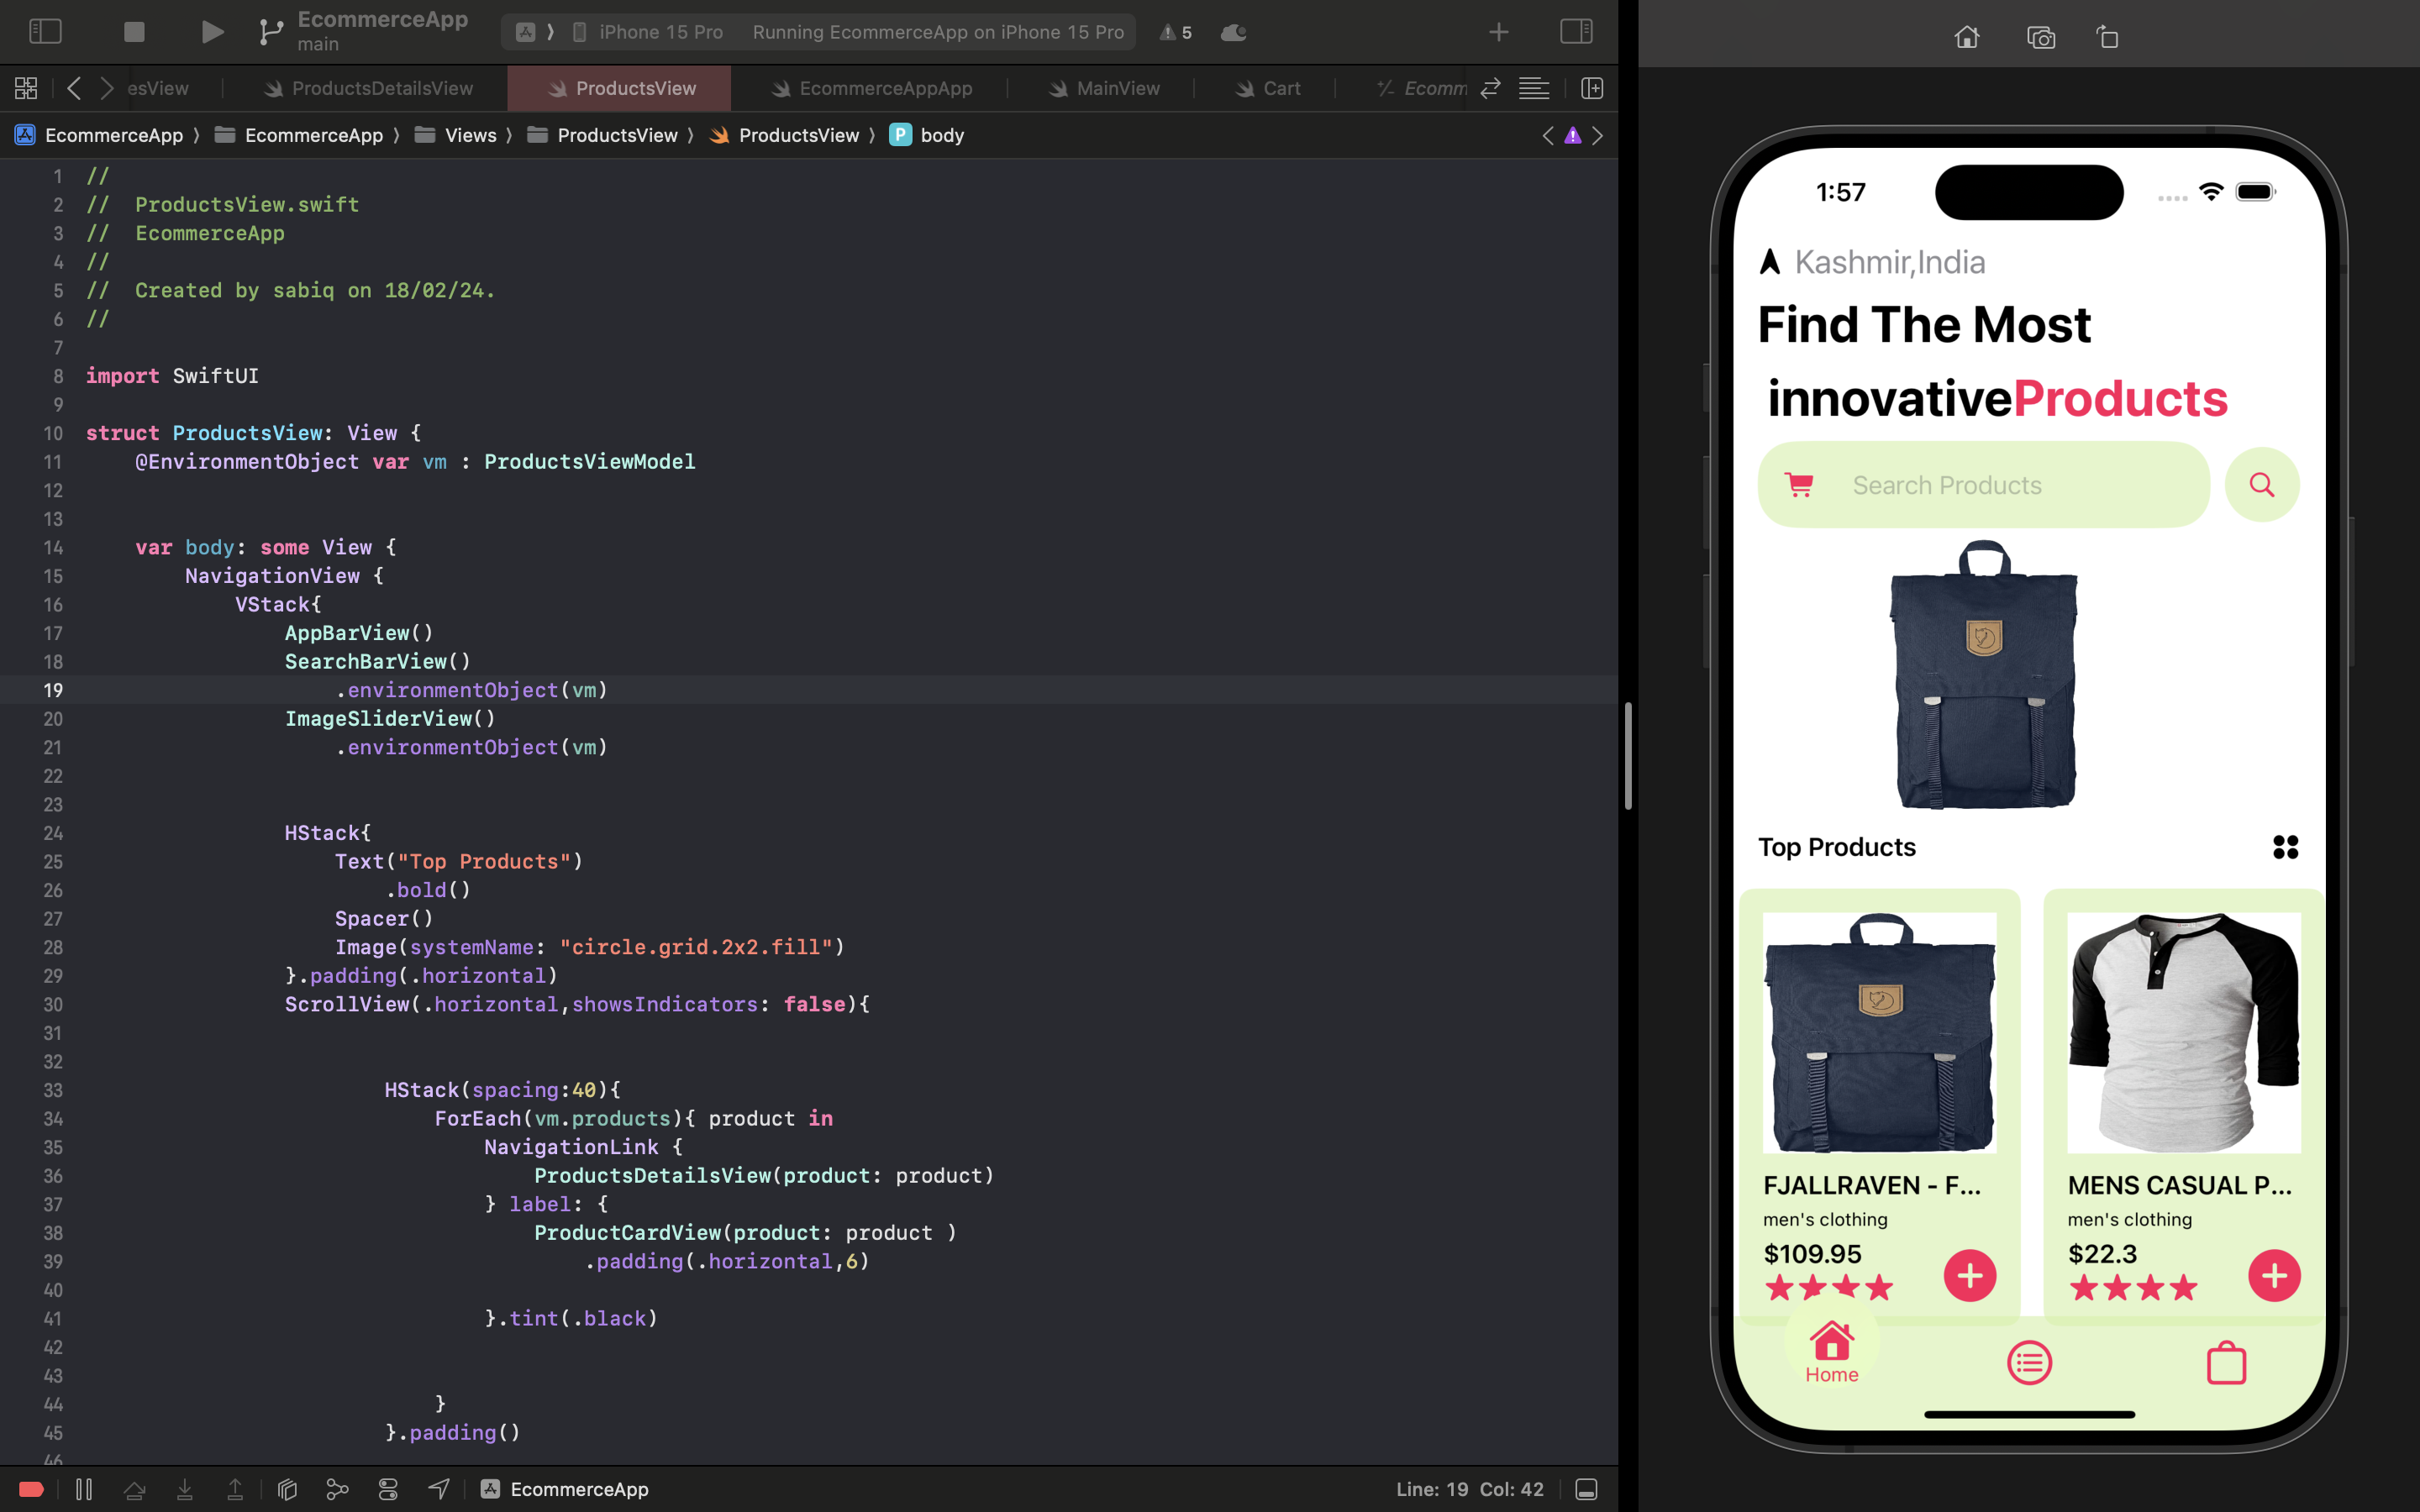 EcommerceApp
main
iPhone 15 Pro
Running EcommerceApp on iPhone 15 Pro
5
esView
ProductsDetailsView
ProductsView
EcommerceAppApp
MainView
Cart
Ecomm
EcommerceApp
EcommerceApp
Views
ProductsView
ProductsView
P body
1 //
2 //  ProductsView.swift
3 //  EcommerceApp
4 //
5 //  Created by sabiq on 18/02/24.
6 //
7
8 import SwiftUI
9
10 struct ProductsView: View {
11     @EnvironmentObject var vm : ProductsViewModel
12
13
14     var body: some View {
15         NavigationView {
16             VStack{
17                 AppBarView()
18                 SearchBarView()
19                     .environmentObject(vm)
20                 ImageSliderView()
21                     .environmentObject(vm)
22
23
24                 HStack{
25                     Text("Top Products")
26                         .bold()
27                     Spacer()
28                     Image(systemName: "circle.grid.2x2.fill")
29                 }.padding(.horizontal)
30                 ScrollView(.horizontal,showsIndicators: false){
31
32
33                         HStack(spacing:40){
34                             ForEach(vm.products){ product in
35                                 NavigationLink {
36                                     ProductsDetailsView(product: product)
37                                 } label: {
38                                     ProductCardView(product: product )
39                                         .padding(.horizontal,6)
40
41                                 }.tint(.black)
42
43
44                             }
45                         }.padding()
46
EcommerceApp
Line: 19 Col: 42
1:57
Kashmir,India
Find The Most
innovativeProducts
Search Products
Top Products
FJALLRAVEN - F...
men's clothing
$109.95
MENS CASUAL P...
men's clothing
$22.3
Home